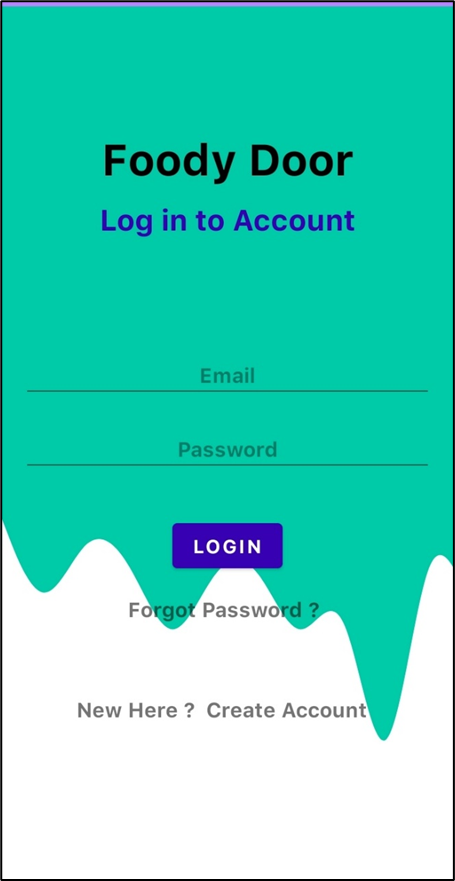 Foody Door
Log in to Account
Email
Password
LOGIN
Forgot Password ?
New Here ? Create Account